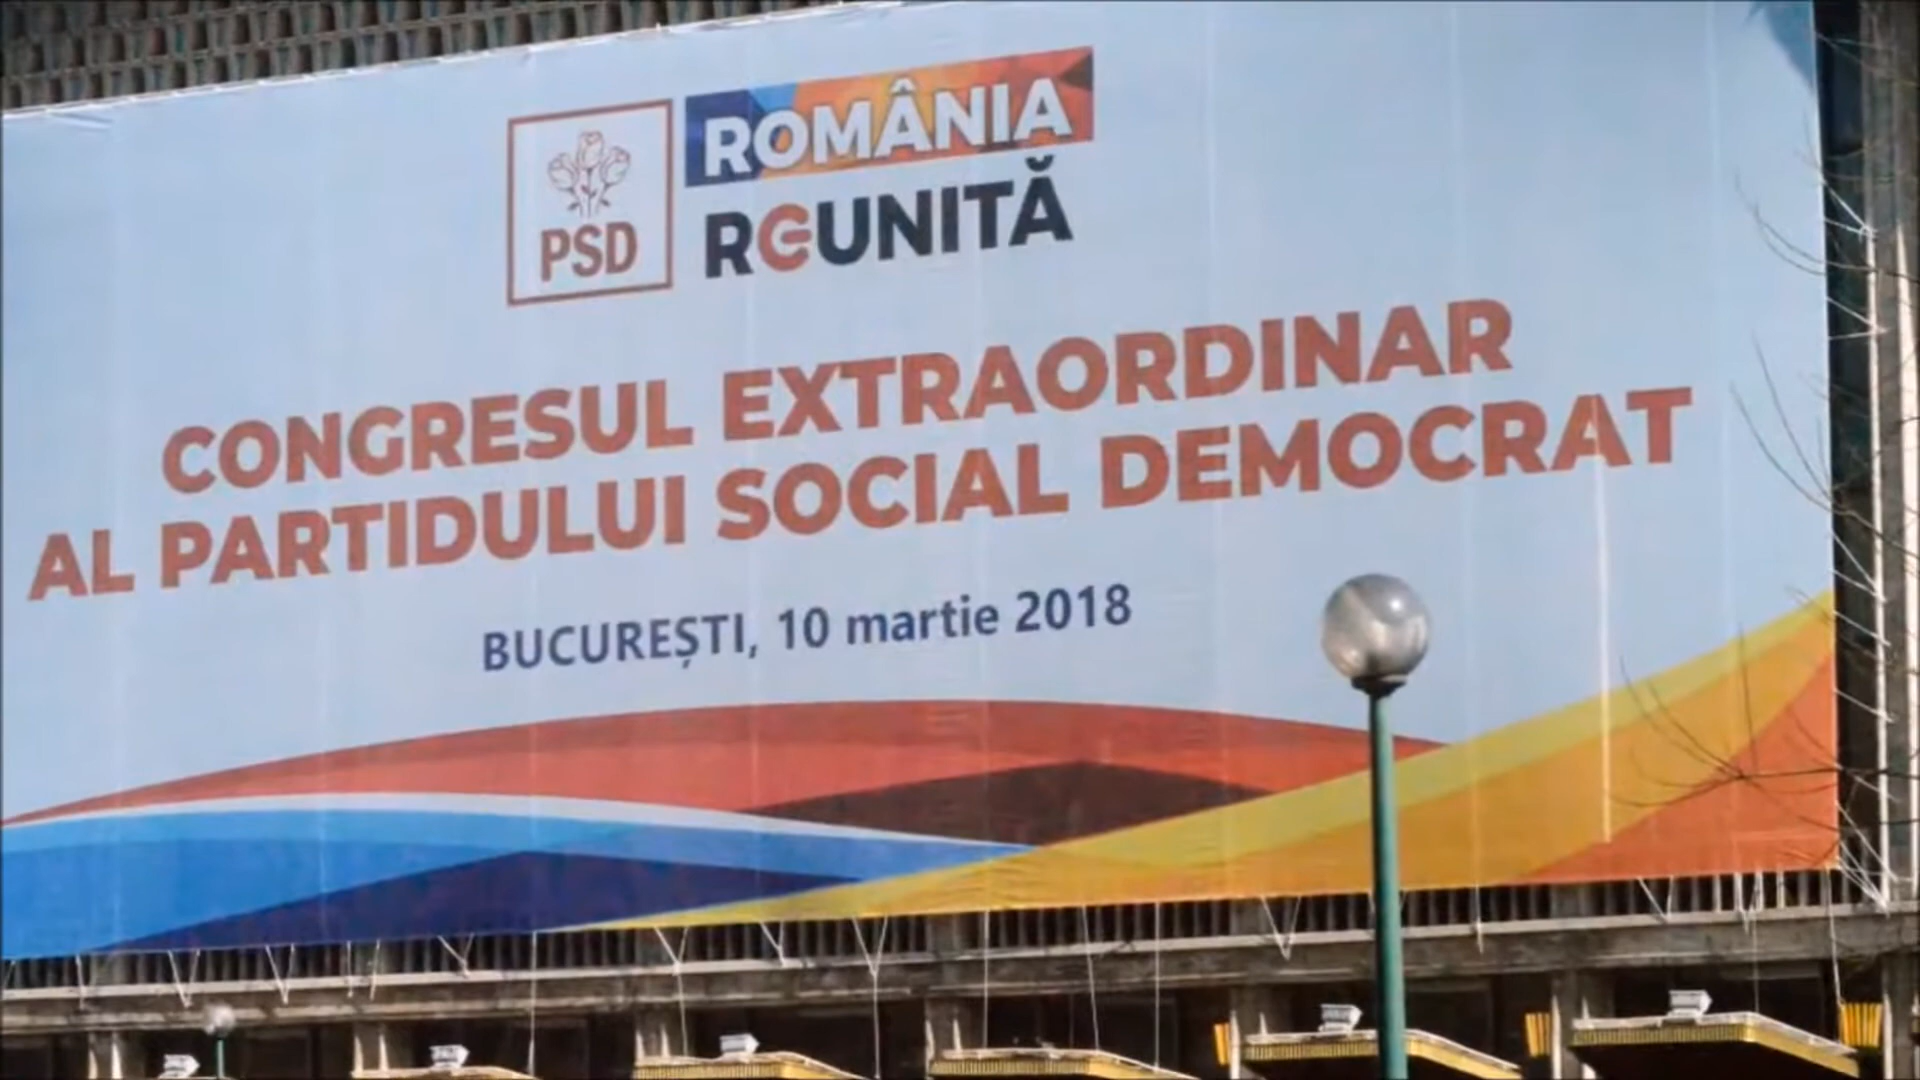 PSD
ROMÂNIA
REUNITĂ
CONGRESUL EXTRAORDINAR
AL PARTIDULUI SOCIAL DEMOCRAT
BUCUREȘTI, 10 martie 2018